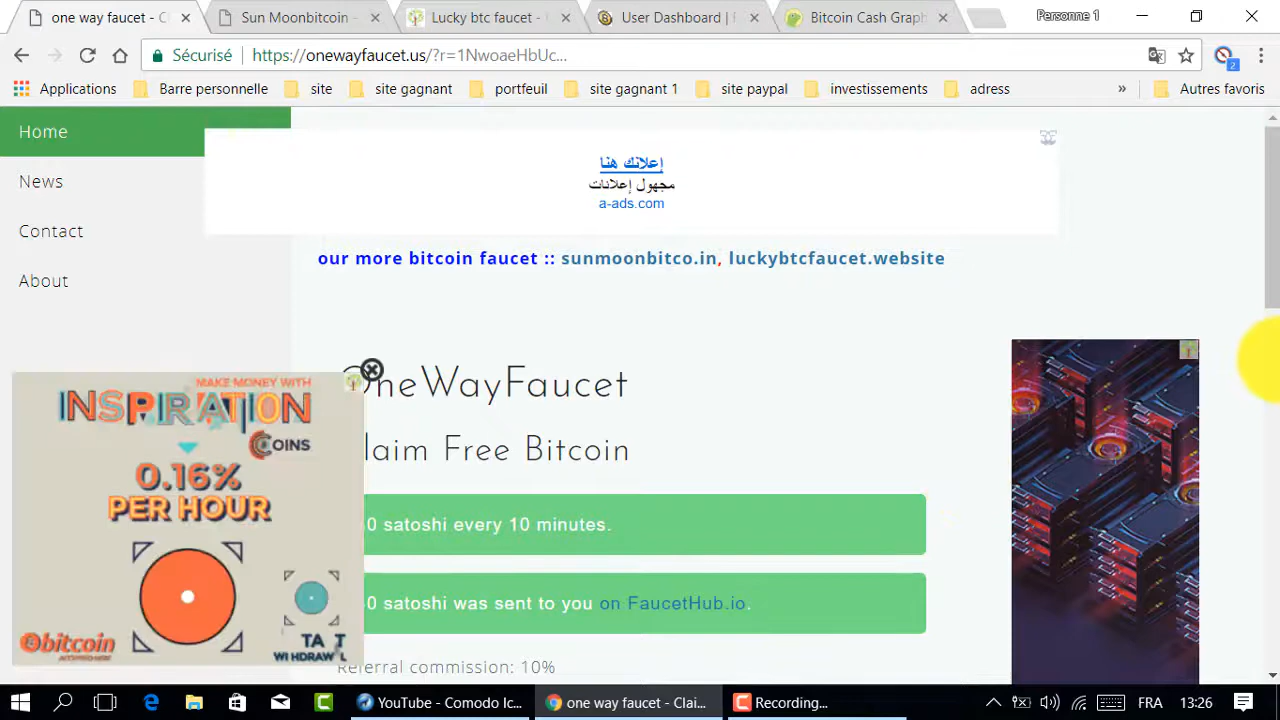 one way faucet - C
Sun Moonbitcoin -
Lucky btc faucet -
User Dashboard |
Bitcoin Cash Graph
Personne 1
Sécurisé
https://onewayfaucet.us/?r=1NwoaeHbUc...
2
Applications
Barre personnelle
site
site gagnant
portfeuil
site gagnant 1
site paypal
investissements
adress
»
Autres favoris
Home
News
Contact
About
إعلانك هنا
مجهول إعلانات
a-ads.com
our more bitcoin faucet :: sunmoonbitco.in, luckybtcfaucet.website
OneWayFaucet
laim Free Bitcoin
0 satoshi every 10 minutes.
0 satoshi was sent to you on FaucetHub.io.
Referral commission: 10%
MAKE MONEY WITH
INSPIRATION
COINS
0.16%
PER HOUR
bitcoin
YouTube - Comodo Ic...
one way faucet - Clai...
Recording...
FRA
13:26